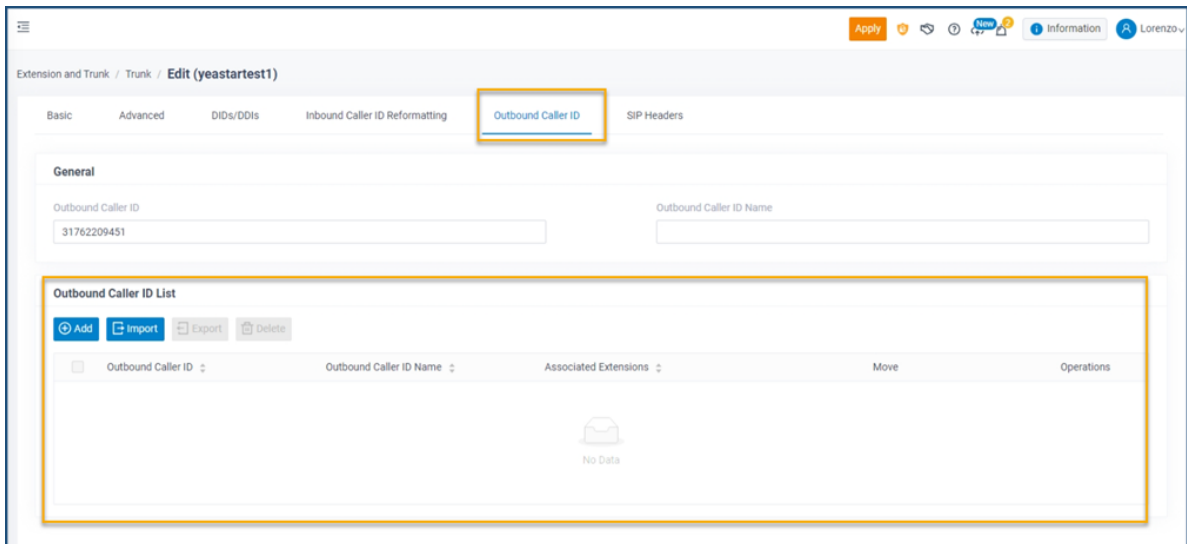 Apply New 2 Information Lorenzo
Extension and Trunk / Trunk / Edit (yeastartest1)
Basic Advanced DIDs/DDIs Inbound Caller ID Reformatting Outbound Caller ID SIP Headers
General
Outbound Caller ID Outbound Caller ID Name
31762209451
Outbound Caller ID List
Add Import Export Delete
Outbound Caller ID Outbound Caller ID Name Associated Extensions Move Operations
No Data